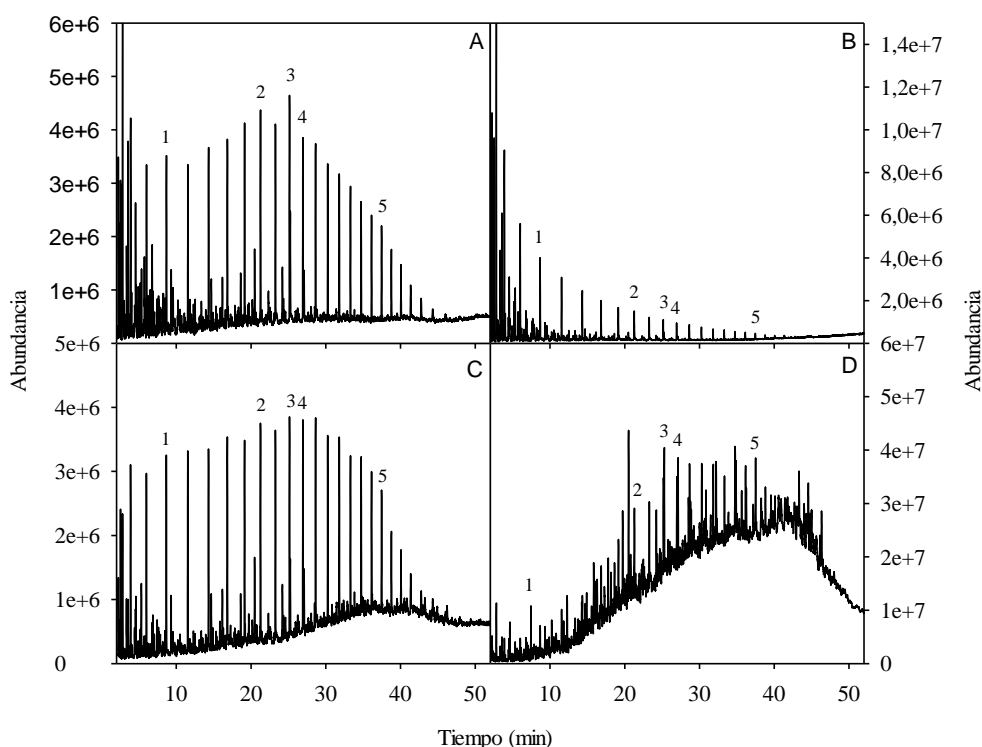 6e+6
5e+6
4e+6
3e+6
2e+6
1e+6
A
1
2
3
4
5
B
1
2
3
4
5
1,4e+7
1,2e+7
1,0e+7
8,0e+6
6,0e+6
4,0e+6
2,0e+6
Abundancia
Abundancia
5e+6
4e+6
3e+6
2e+6
1e+6
0
C
1
2
3
4
5
D
1
2
3
4
5
6e+7
5e+7
4e+7
3e+7
2e+7
1e+7
0
10 20 30 40 50
10 20 30 40 50
Tiempo (min)